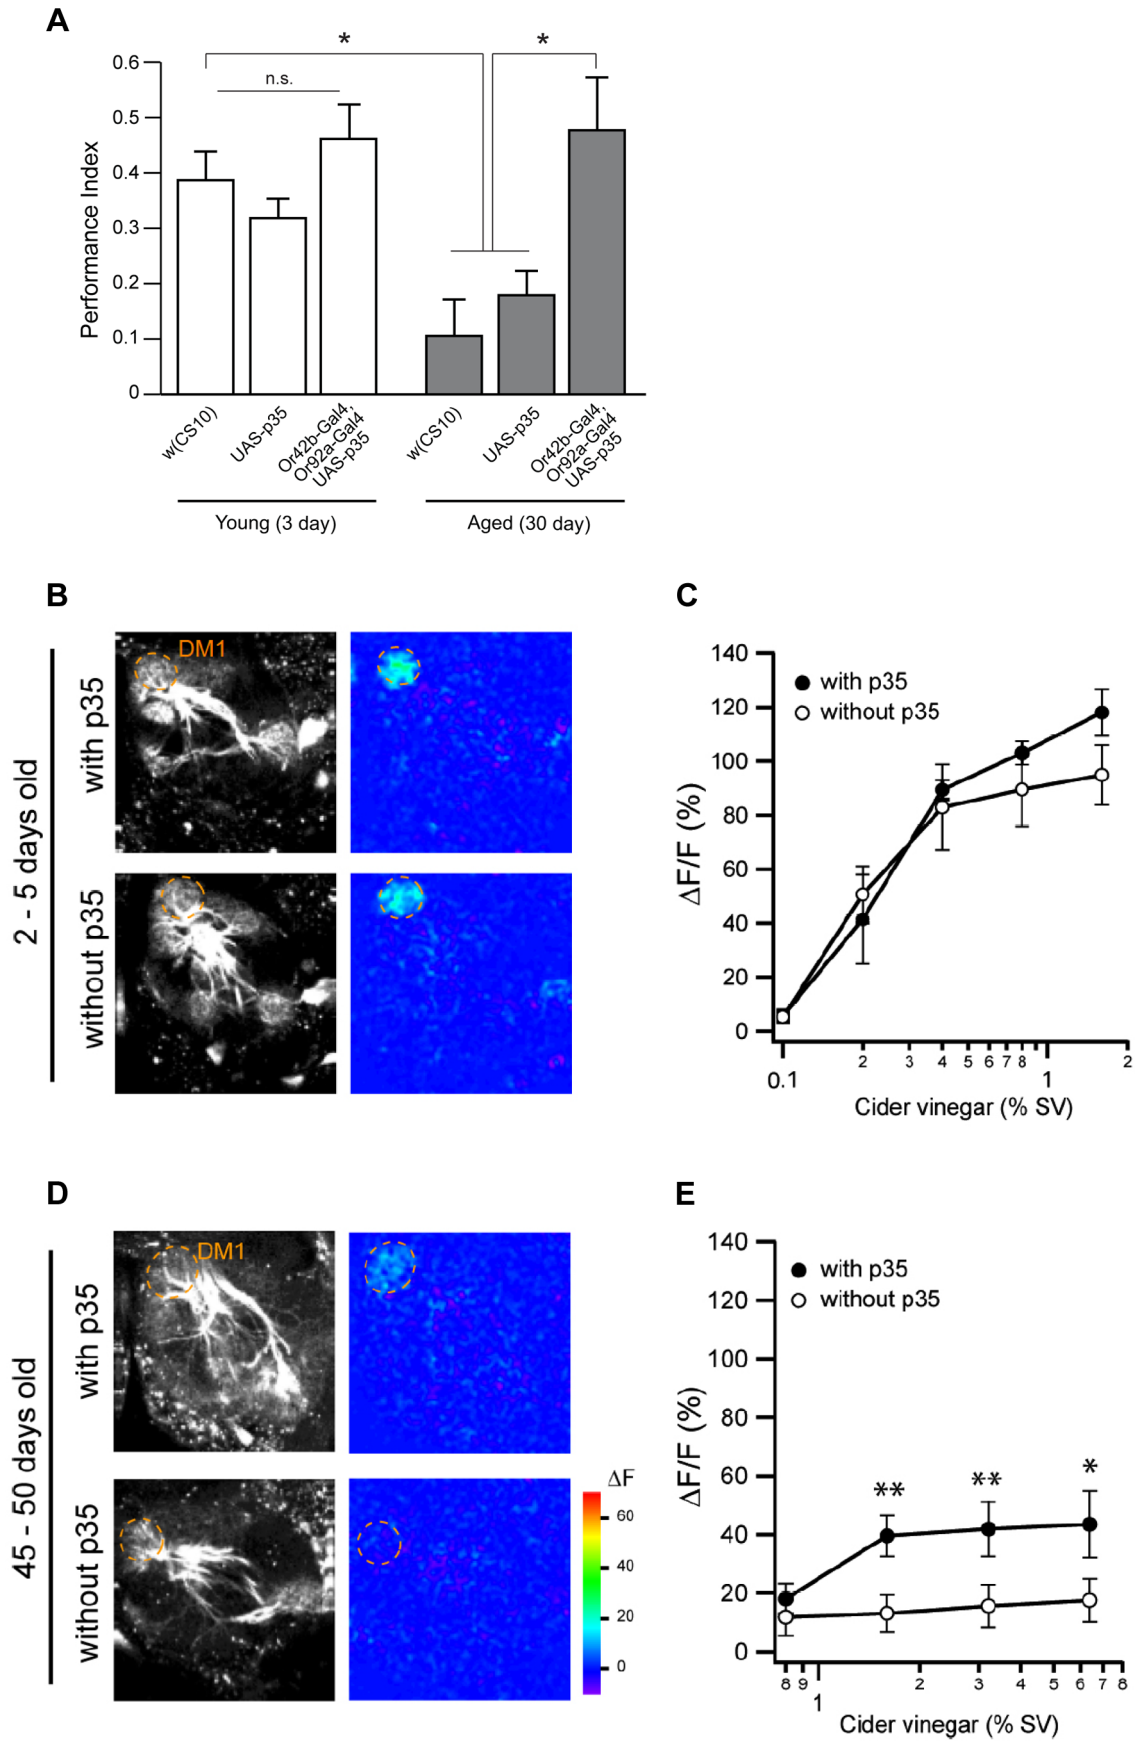 A
*
*
n.s.
Performance Index
0.6
0.5
0.4
0.3
0.2
0.1
0
w(CS10)
UAS-p35
Or42b-Gal4,
Or92a-Gal4
UAS-p35
w(CS10)
UAS-p35
Or42b-Gal4,
Or92a-Gal4
UAS-p35
Young (3 day)
Aged (30 day)
B
2 - 5 days old
with p35
DM1
without p35
C
ΔF/F (%)
140
120
100
80
60
40
20
0
with p35
without p35
2 3 4 5 6 7 8 2
0.1 1
Cider vinegar (% SV)
D
45 - 50 days old
with p35
DM1
without p35
ΔF
60
40
20
0
E
ΔF/F (%)
140
120
100
80
60
40
20
0
with p35
without p35
** ** *
8 9 2 3 4 5 6 7 8
1
Cider vinegar (% SV)